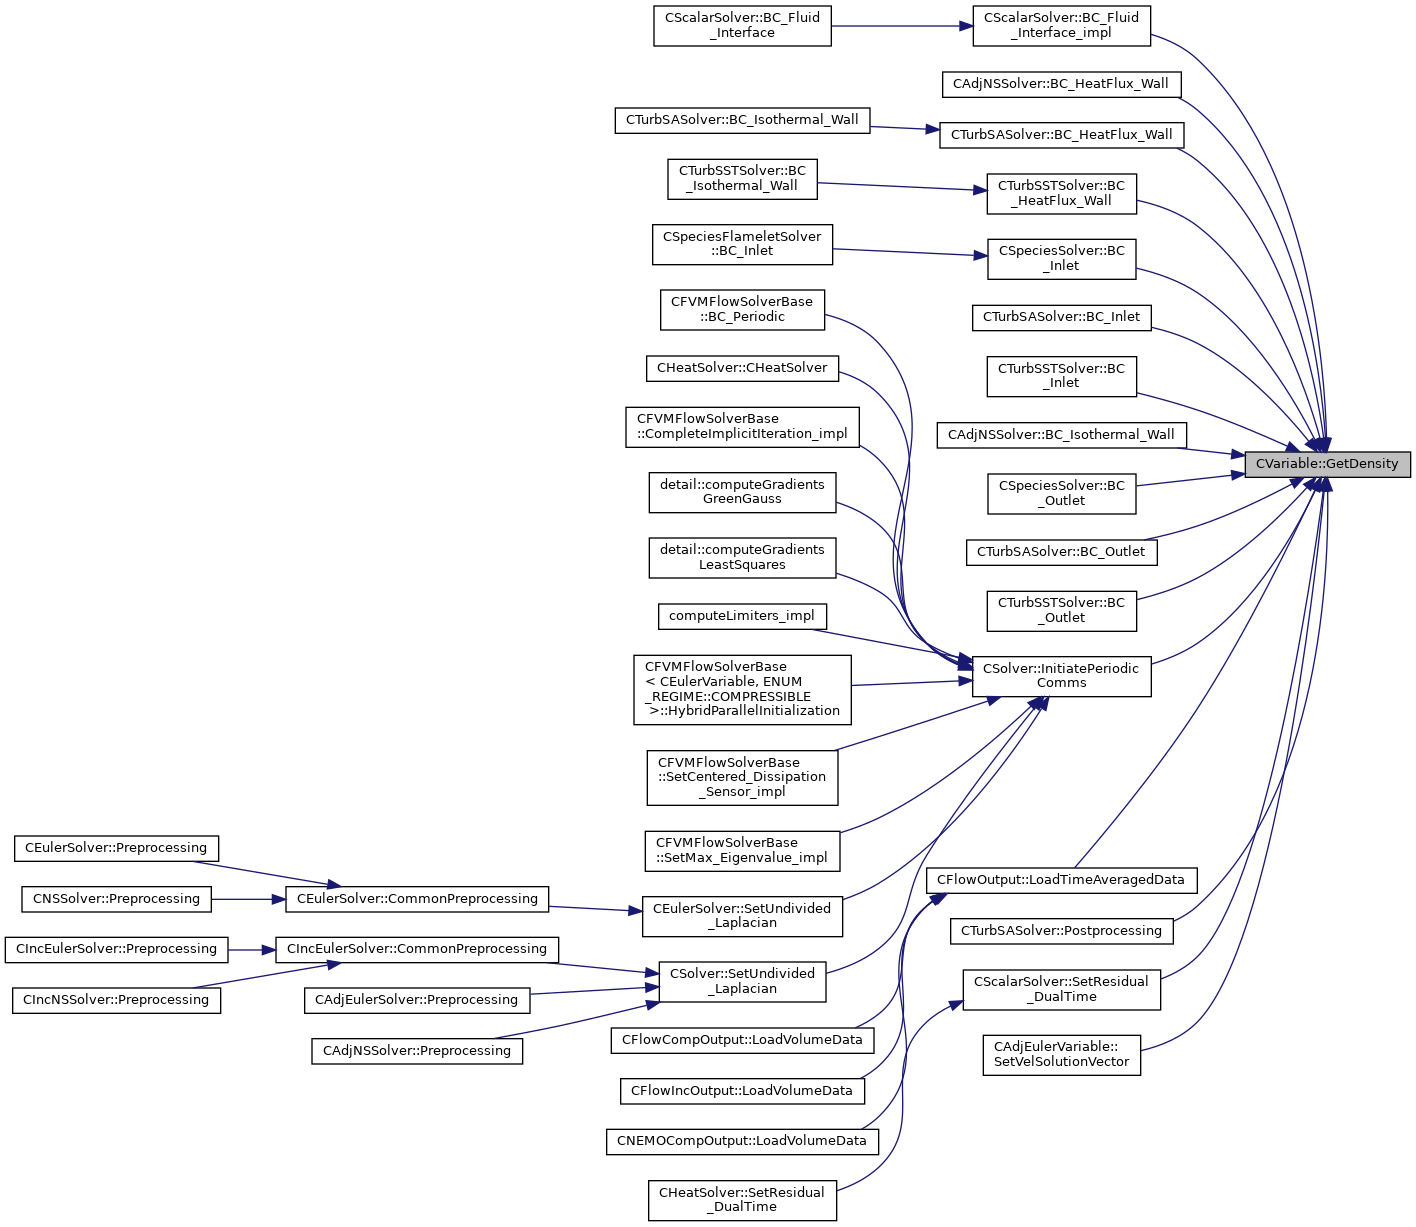 CScalarSolver::BC_Fluid
_Interface
CScalarSolver::BC_Fluid
_Interface_impl
CAdjNSSolver::BC_HeatFlux_Wall
CTurbSASolver::BC_Isothermal_Wall
CTurbSASolver::BC_HeatFlux_Wall
CTurbSSTSolver::BC
_Isothermal_Wall
CTurbSSTSolver::BC
_HeatFlux_Wall
CSpeciesFlameletSolver
::BC_Inlet
CSpeciesSolver::BC
_Inlet
CFVMFlowSolverBase
::BC_Periodic
CTurbSASolver::BC_Inlet
CHeatSolver::CHeatSolver
CTurbSSTSolver::BC
_Inlet
CFVMFlowSolverBase
::CompleteImplicitIteration_impl
CAdjNSSolver::BC_Isothermal_Wall
CVariable::GetDensity
detail::computeGradients
GreenGauss
CSpeciesSolver::BC
_Outlet
detail::computeGradients
LeastSquares
CTurbSASolver::BC_Outlet
computeLimiters_impl
CTurbSSTSolver::BC
_Outlet
CFVMFlowSolverBase
< CEulerVariable, ENUM
_REGIME::COMPRESSIBLE
>::HybridParallelInitialization
CSolver::InitiatePeriodic
Comms
CFVMFlowSolverBase
::SetCentered_Dissipation
_Sensor_impl
CFVMFlowSolverBase
::SetMax_Eigenvalue_impl
CEulerSolver::Preprocessing
CNSSolver::Preprocessing
CEulerSolver::CommonPreprocessing
CEulerSolver::SetUndivided
_Laplacian
CFlowOutput::LoadTimeAveragedData
CTurbSASolver::Postprocessing
CIncEulerSolver::Preprocessing
CIncEulerSolver::CommonPreprocessing
CSolver::SetUndivided
_Laplacian
CScalarSolver::SetResidual
_DualTime
CIncNSSolver::Preprocessing
CAdjEulerSolver::Preprocessing
CAdjNSSolver::Preprocessing
CFlowCompOutput::LoadVolumeData
CAdjEulerVariable::
SetVelSolutionVector
CFlowIncOutput::LoadVolumeData
CNEMOCompOutput::LoadVolumeData
CHeatSolver::SetResidual
_DualTime